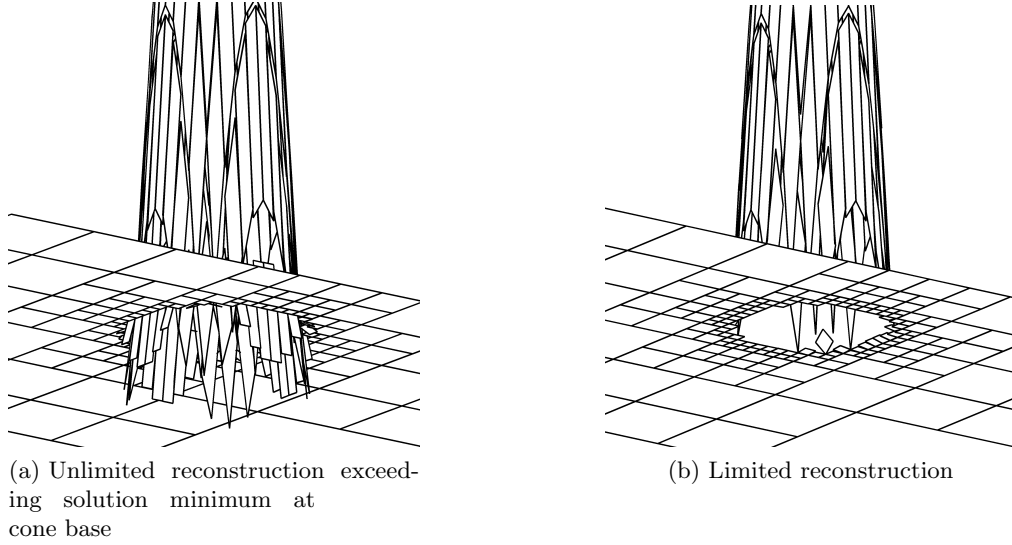 (a) Unlimited reconstruction exceed-
ing solution minimum at
cone base
(b) Limited reconstruction